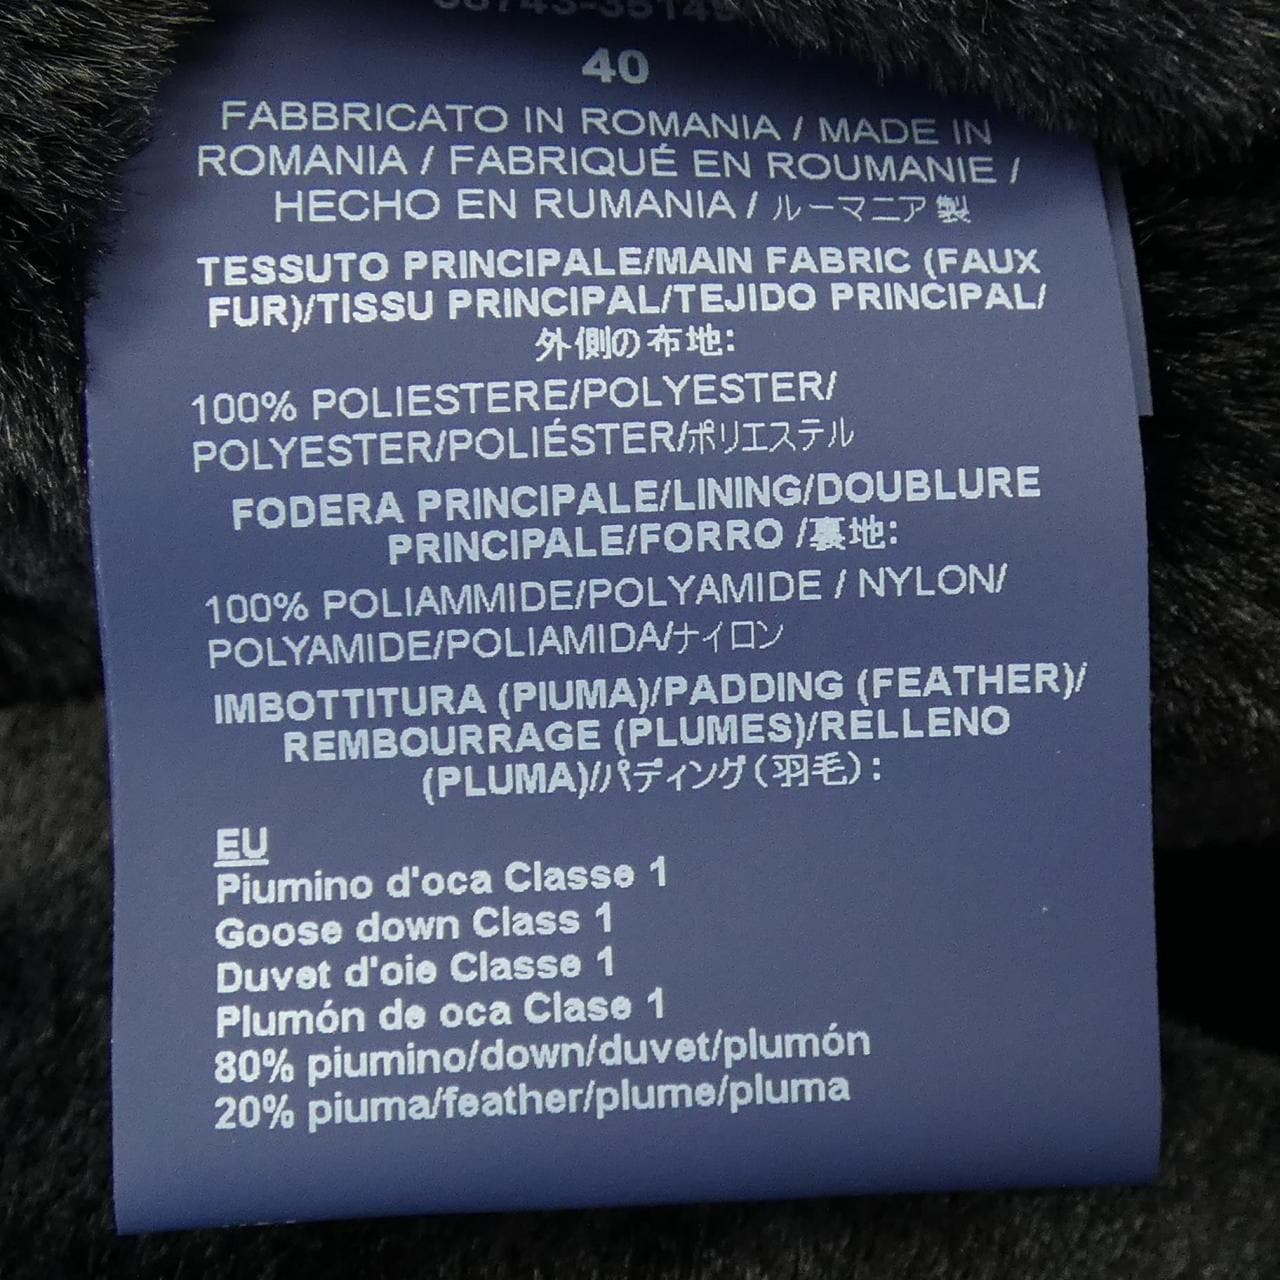 40
FABBRICATO IN ROMANIA / MADE IN
ROMANIA / FABRIQUÉ EN ROUMANIE /
HECHO EN RUMANIA / ルーマニア製
TESSUTO PRINCIPALE/MAIN FABRIC (FAUX
FUR)/TISSU PRINCIPAL/TEJIDO PRINCIPAL/
外側の布地:
100% POLIESTERE/POLYESTER/
POLYESTER/POLIÉSTER/ポリエステル
FODERA PRINCIPALE/LINING/DOUBLURE
PRINCIPALE/FORRO /裏地:
100% POLIAMMIDE/POLYAMIDE / NYLON/
POLYAMIDE/POLIAMIDA/ナイロン
IMBOTTITURA (PIUMA)/PADDING (FEATHER)/
REMBOURRAGE (PLUMES)/RELLENO
(PLUMA)/パディング(羽毛):
EU
Piumino d'oca Classe 1
Goose down Class 1
Duvet d'oie Classe 1
Plumón de oca Clase 1
80% piumino/down/duvet/plumón
20% piuma/feather/plume/pluma